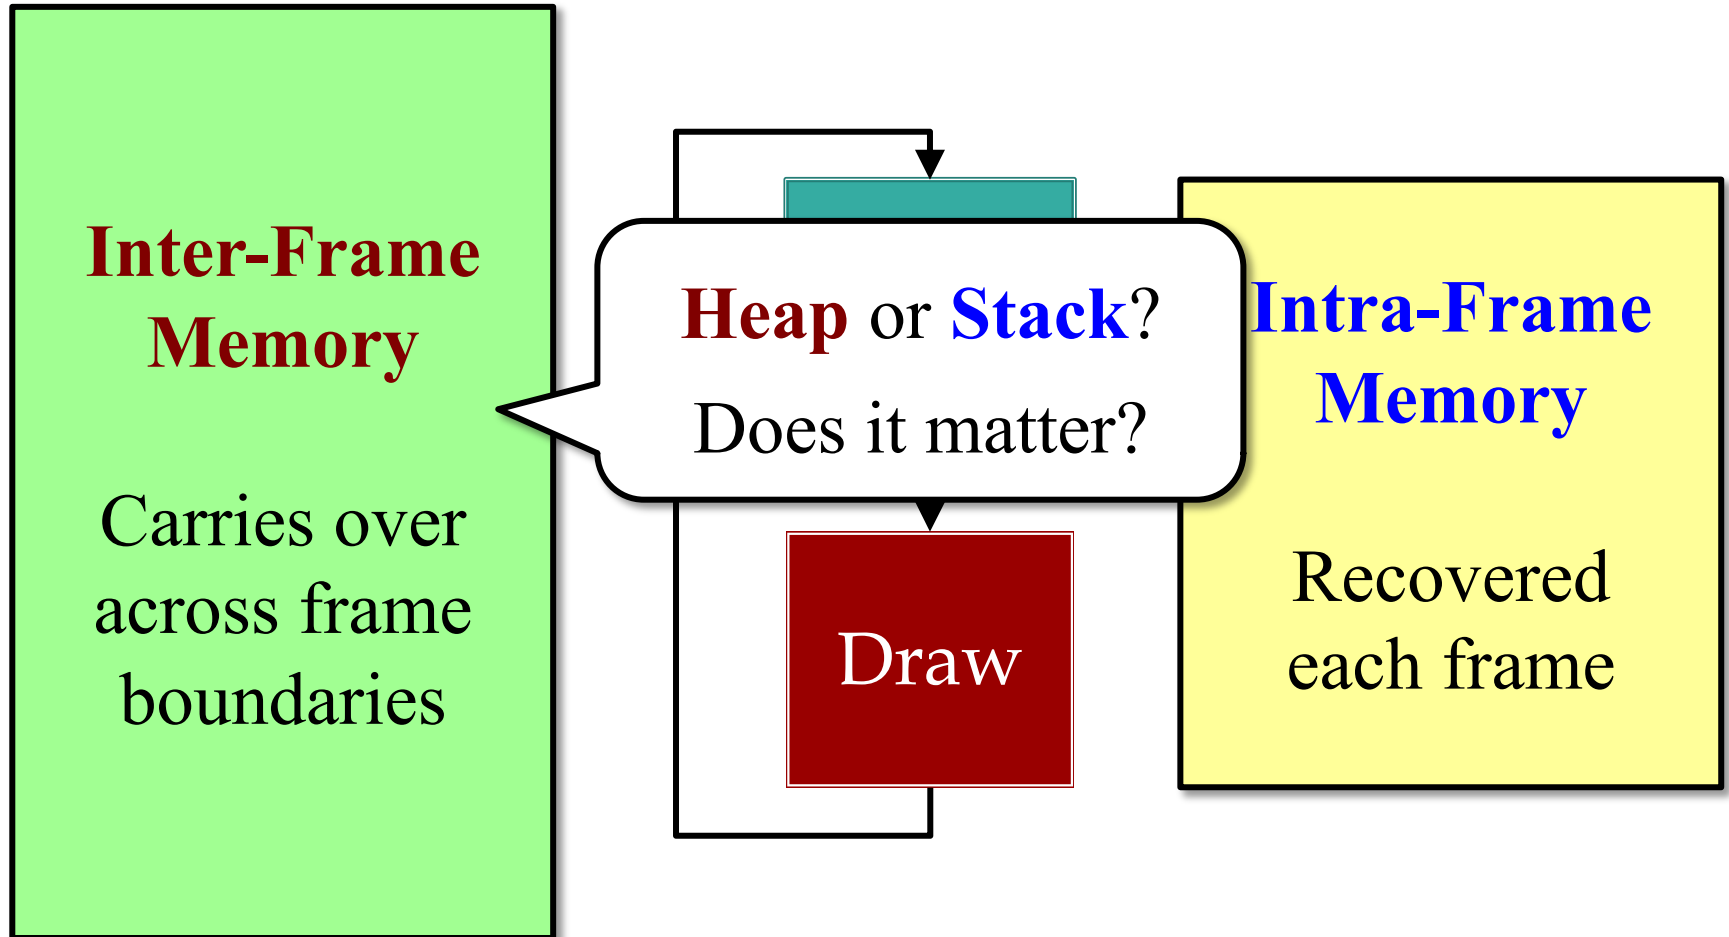 Inter-Frame
Memory
Carries over
across frame
boundaries
Heap or Stack?
Does it matter?
Draw
Intra-Frame
Memory
Recovered
each frame